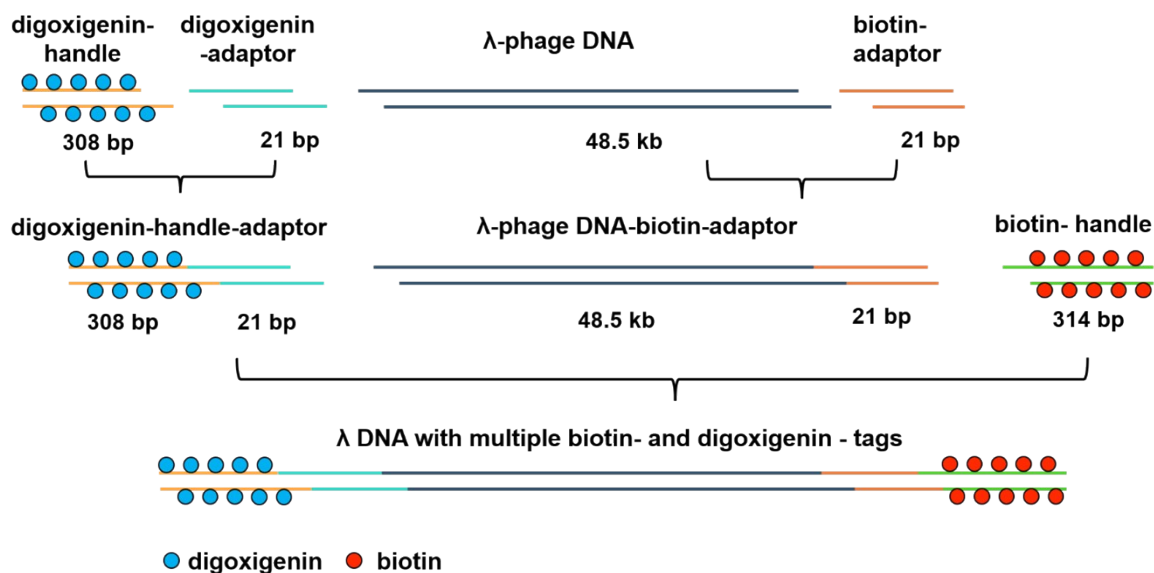 digoxigenin-
handle
digoxigenin
-adaptor
λ-phage DNA
biotin-
adaptor
308 bp
21 bp
48.5 kb
21 bp
digoxigenin-handle-adaptor
λ-phage DNA-biotin-adaptor
biotin- handle
308 bp
21 bp
48.5 kb
21 bp
314 bp
λ DNA with multiple biotin- and digoxigenin - tags
digoxigenin
biotin